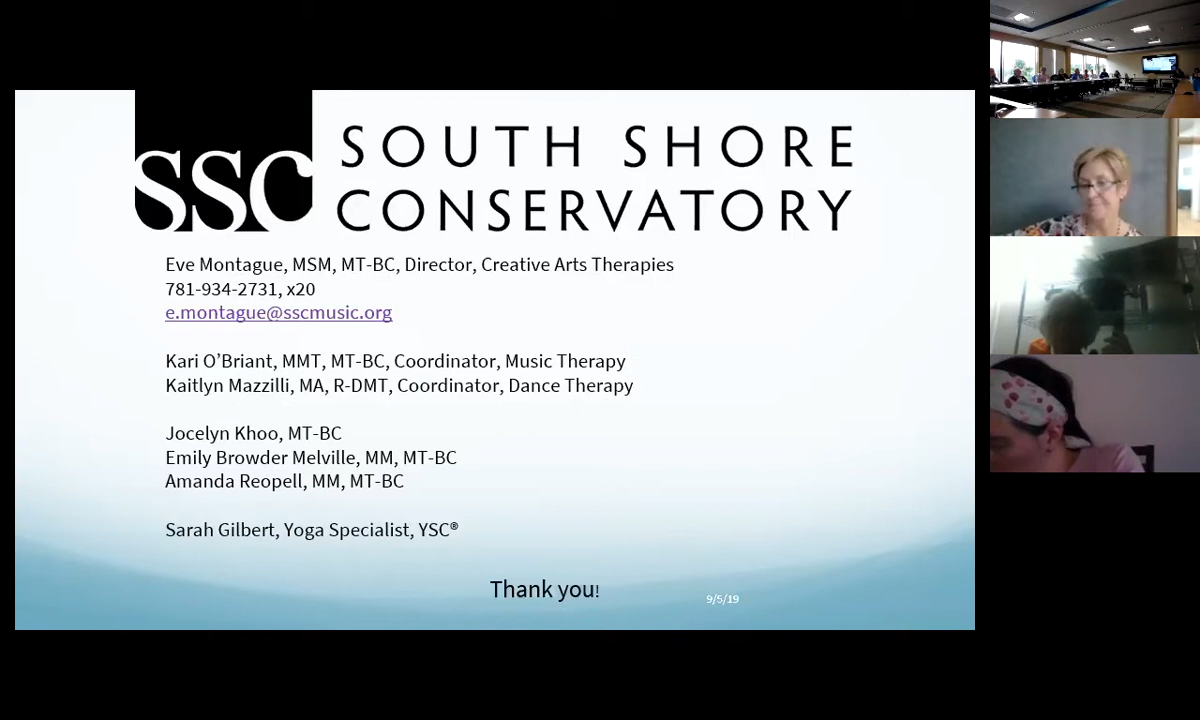 SSC
SOUTH SHORE
CONSERVATORY
Eve Montague, MSM, MT-BC, Director, Creative Arts Therapies
781-934-2731, x20
e.montague@sscmusic.org
Kari O’Briant, MMT, MT-BC, Coordinator, Music Therapy
Kaitlyn Mazzilli, MA, R-DMT, Coordinator, Dance Therapy
Jocelyn Khoo, MT-BC
Emily Browder Melville, MM, MT-BC
Amanda Reopell, MM, MT-BC
Sarah Gilbert, Yoga Specialist, YSC®
Thank you!
9/5/19